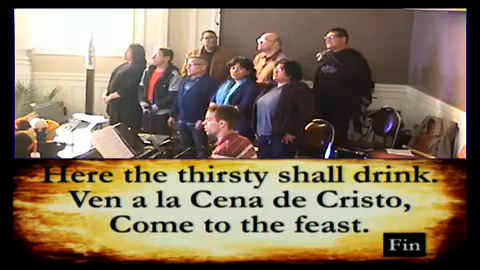 Here the thirsty shall drink.
Ven a la Cena de Cristo,
Come to the feast.
Fin